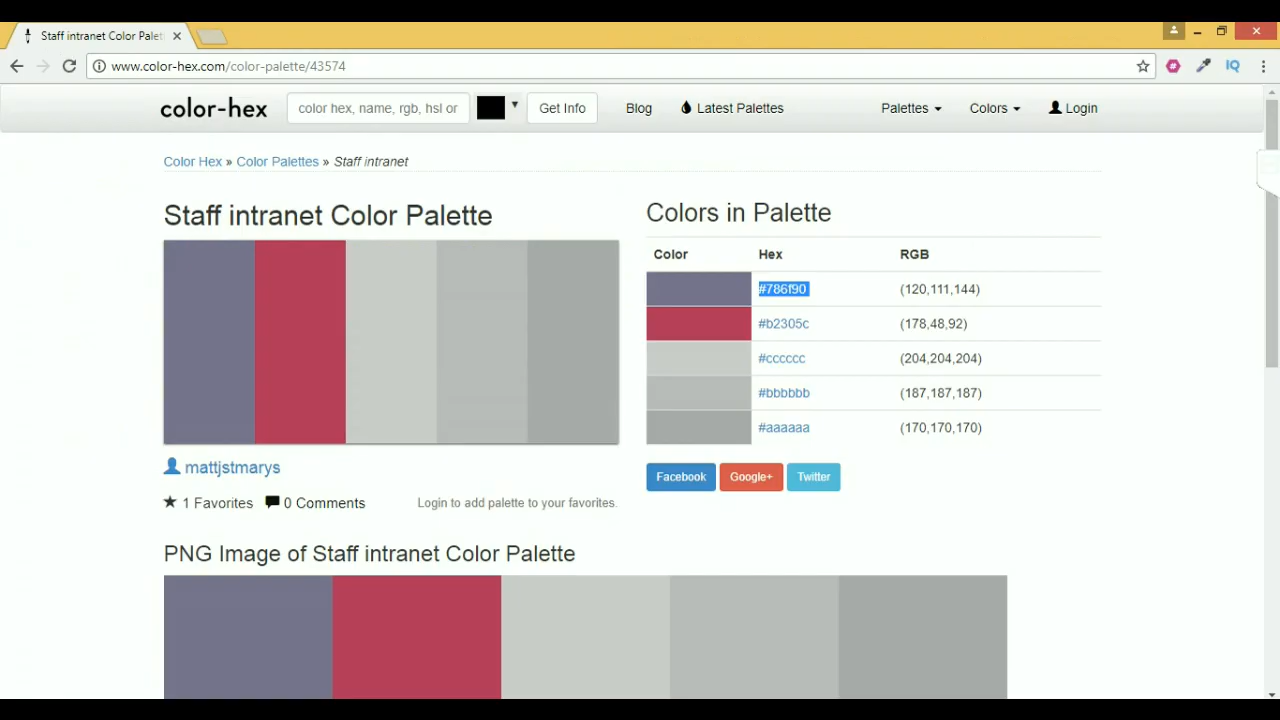 Staff intranet Color Palet
www.color-hex.com/color-palette/43574
color-hex
color hex, name, rgb, hsl or
Get Info
Blog
Latest Palettes
Palettes
Colors
Login
Color Hex » Color Palettes » Staff intranet
Staff intranet Color Palette
mattjstmarys
1 Favorites
0 Comments
Login to add palette to your favorites.
Colors in Palette
Color Hex RGB
#786f90 (120,111,144)
#b2305c (178,48,92)
#cccccc (204,204,204)
#bbbbbb (187,187,187)
#aaaaaa (170,170,170)
Facebook
Google+
Twitter
PNG Image of Staff intranet Color Palette
IQ
#